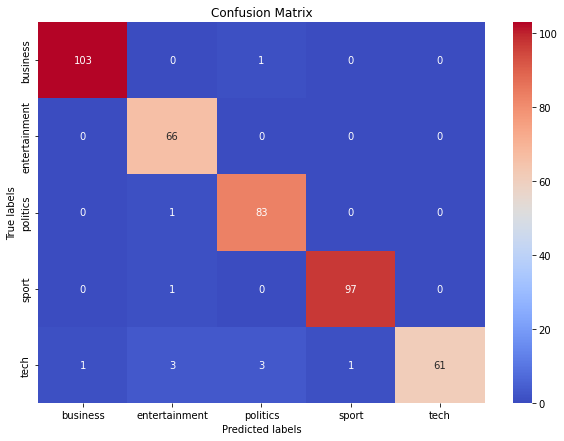 Confusion Matrix
True labels
business 103 0 1 0 0
entertainment 0 66 0 0 0
politics 0 1 83 0 0
sport 0 1 0 97 0
tech 1 3 3 1 61
business entertainment politics sport tech
Predicted labels
100
80
60
40
20
0